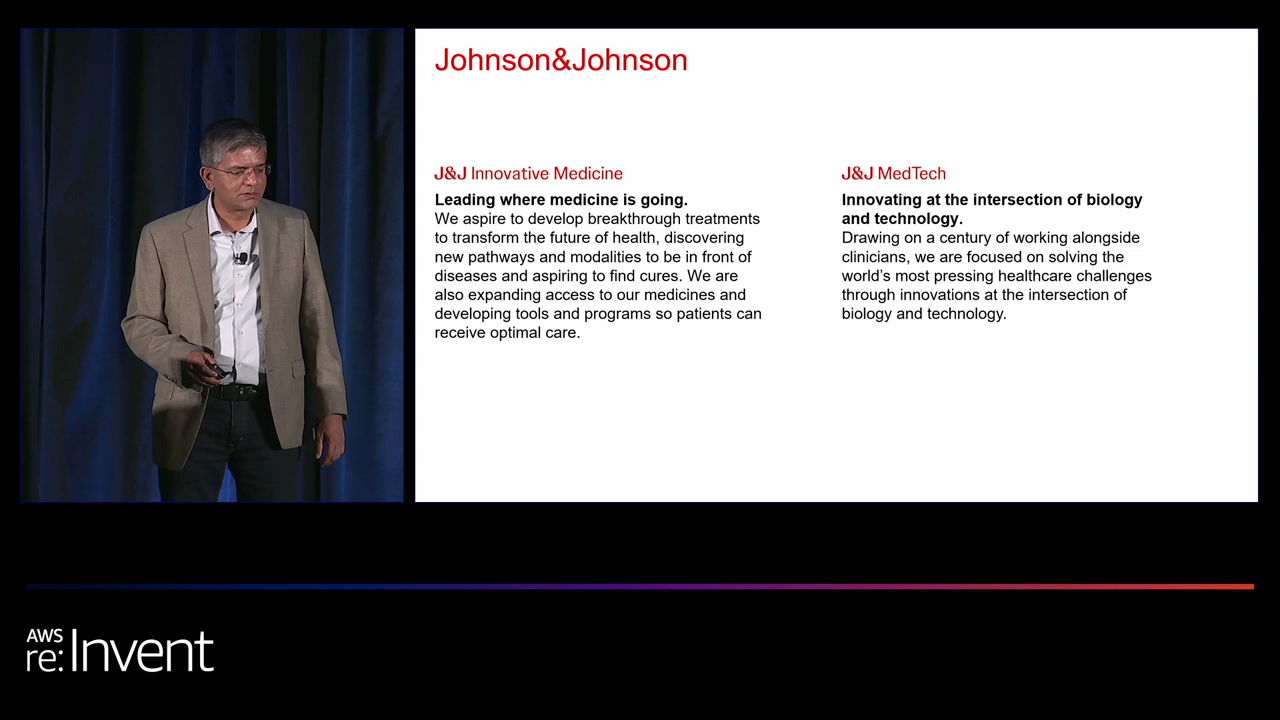 Johnson&Johnson
J&J Innovative Medicine
Leading where medicine is going.
We aspire to develop breakthrough treatments
to transform the future of health, discovering
new pathways and modalities to be in front of
diseases and aspiring to find cures. We are
also expanding access to our medicines and
developing tools and programs so patients can
receive optimal care.
J&J MedTech
Innovating at the intersection of biology
and technology.
Drawing on a century of working alongside
clinicians, we are focused on solving the
world's most pressing healthcare challenges
through innovations at the intersection of
biology and technology.
AWS
re:Invent